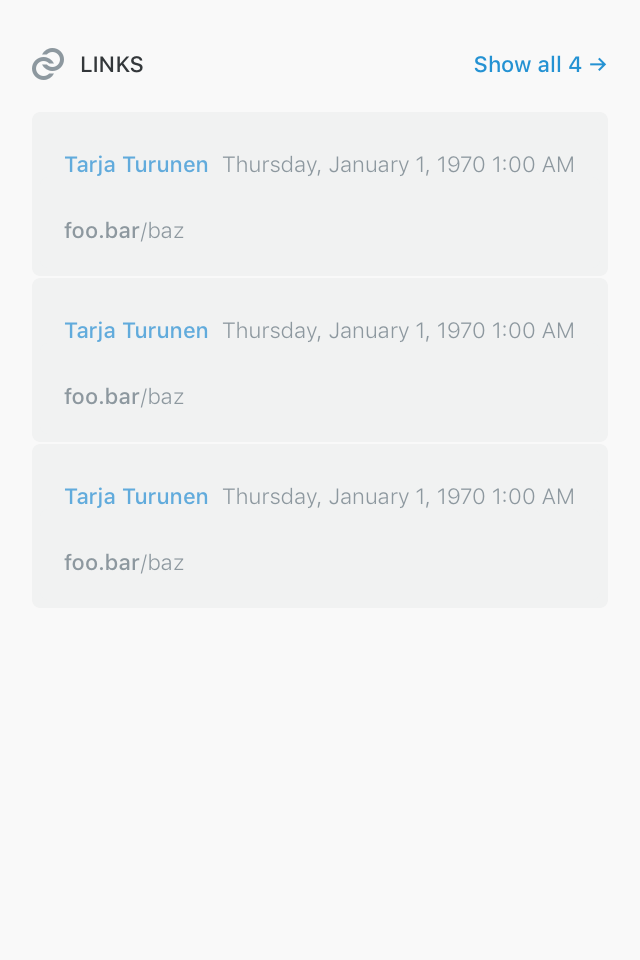 LINKS Show all 4 →
Tarja Turunen Thursday, January 1, 1970 1:00 AM
foo.bar/baz
Tarja Turunen Thursday, January 1, 1970 1:00 AM
foo.bar/baz
Tarja Turunen Thursday, January 1, 1970 1:00 AM
foo.bar/baz